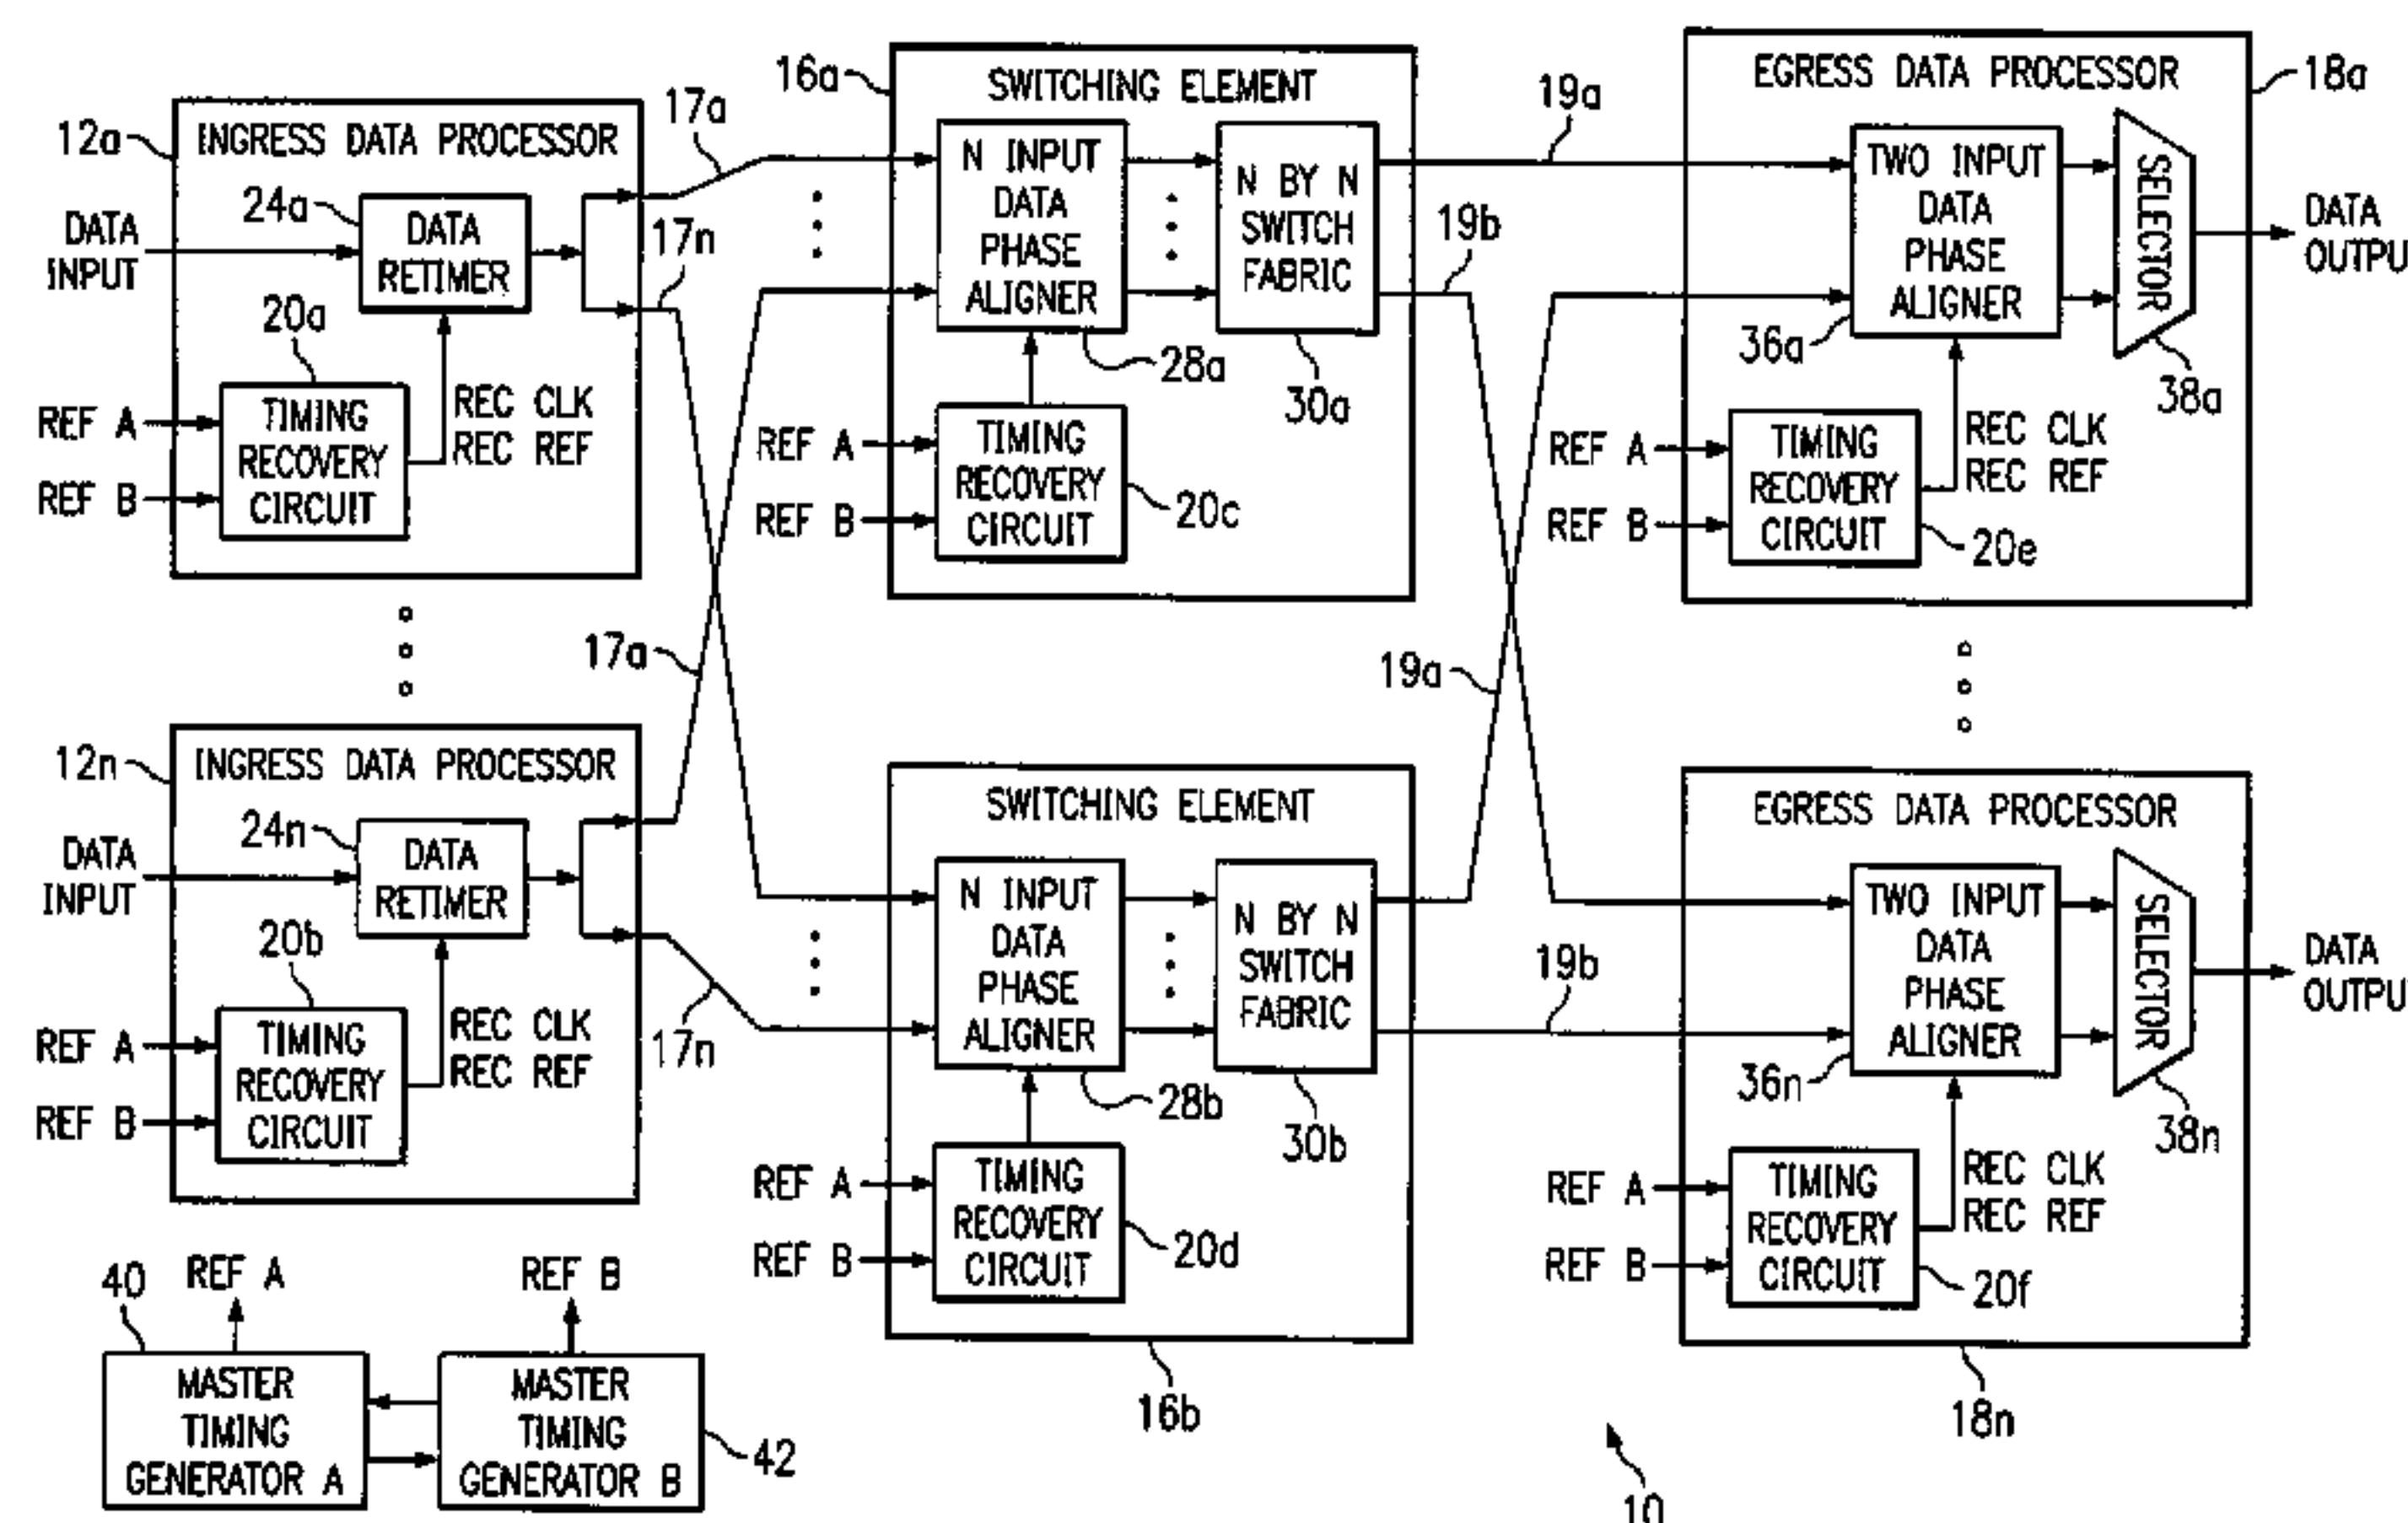 16a
SWITCHING ELEMENT
EGRESS DATA PROCESSOR
18a
17a
19a
12a
INGRESS DATA PROCESSOR
N INPUT
DATA
PHASE
ALIGNER
N BY N
SWITCH
FABRIC
TWO INPUT
DATA
PHASE
ALIGNER
SELECTOR
24a
DATA
RETIMER
DATA
INPUT
17n
19b
DATA
OUTPU
20a
28a
30a
36a
38a
REF A
REF B
TIMING
RECOVERY
CIRCUIT
REC CLK
REC REF
REF A
REF B
TIMING
RECOVERY
CIRCUIT
20c
REF A
REF B
TIMING
RECOVERY
CIRCUIT
REC CLK
REC REF
20e
17a
19a
12n
INGRESS DATA PROCESSOR
SWITCHING ELEMENT
EGRESS DATA PROCESSOR
24n
DATA
RETIMER
DATA
INPUT
N INPUT
DATA
PHASE
ALIGNER
N BY N
SWITCH
FABRIC
19b
TWO INPUT
DATA
PHASE
ALIGNER
SELECTOR
DATA
OUTPU
20b
17n
28b
30b
36n
38n
REF A
REF B
TIMING
RECOVERY
CIRCUIT
REC CLK
REC REF
REF A
REF B
TIMING
RECOVERY
CIRCUIT
20d
REF A
REF B
TIMING
RECOVERY
CIRCUIT
REC CLK
REC REF
20f
40
REF A
REF B
MASTER
TIMING
GENERATOR A
MASTER
TIMING
GENERATOR B
42
16b
18n
10